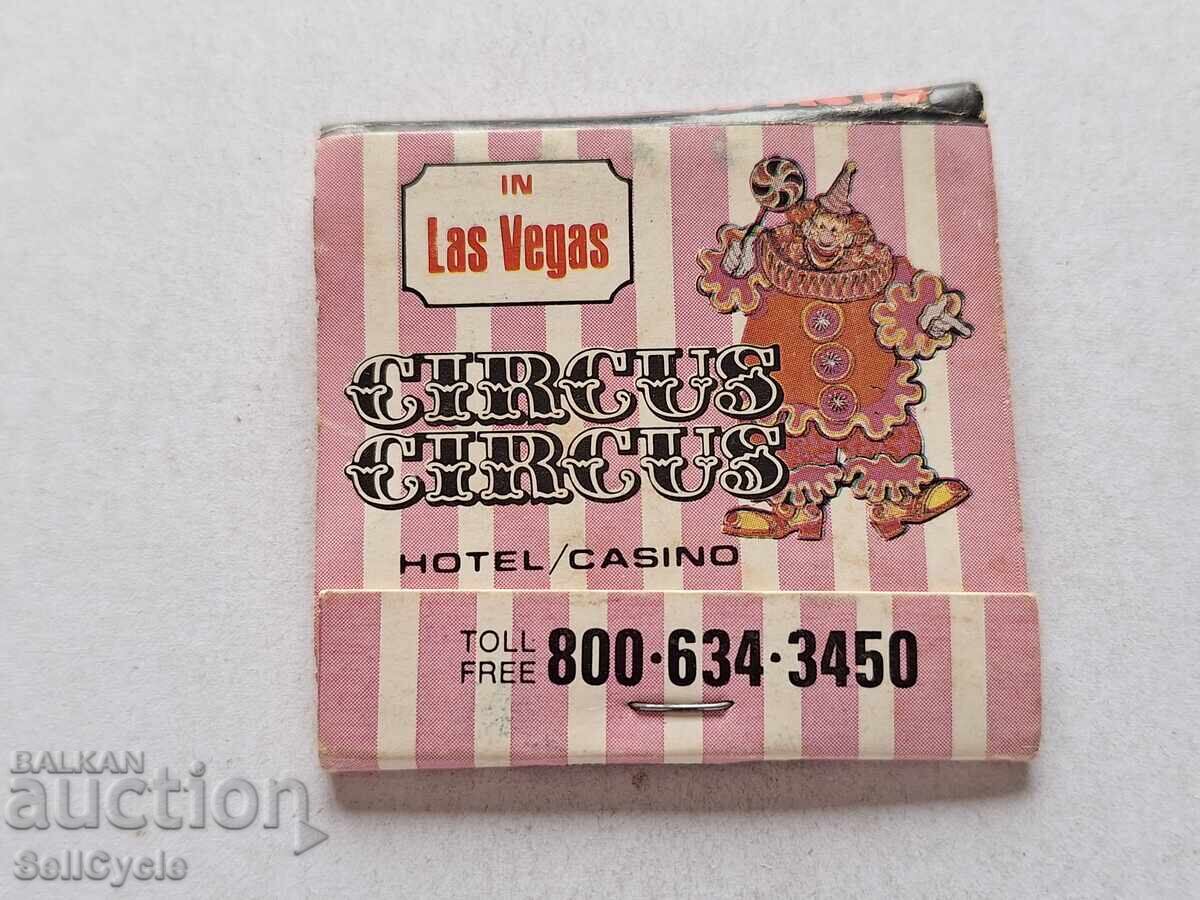 IN
Las Vegas
CIRCUS
CIRCUS
HOTEL/CASINO
TOLL FREE 800·634·3450
BALKAN
auction
SellCycle